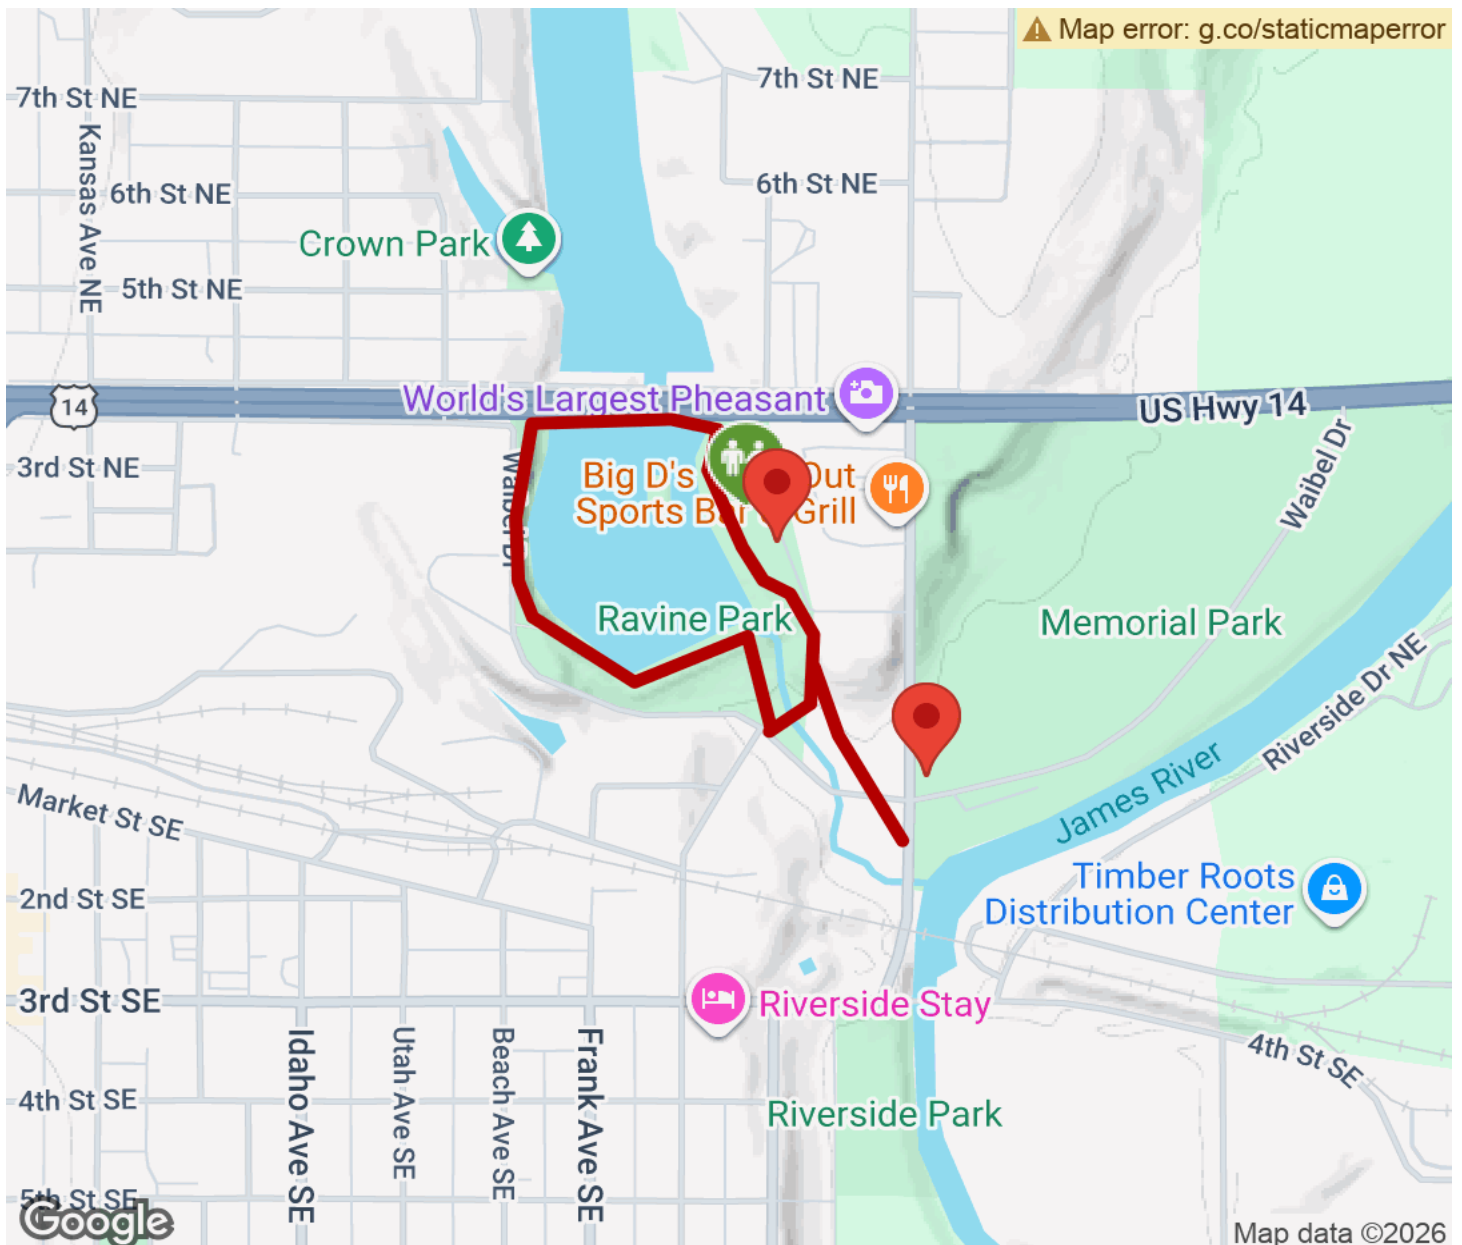 Map error: g.co/staticmaperror
7th St NE
7th St NE
Kansas Ave NE
6th St NE
6th St NE
Crown Park
5th St NE
14
World's Largest Pheasant
US Hwy 14
3rd St NE
Waibel Dr
Big D's Out
Sports Bar & Grill
Waibel Dr
Ravine Park
Memorial Park
Riverside Dr NE
James River
Market St SE
Timber Roots
Distribution Center
2nd St SE
3rd St SE
Riverside Stay
Idaho Ave SE
Utah Ave SE
Beach Ave SE
Frank Ave SE
4th St SE
4th St SE
Riverside Park
5th St SE
Google
Map data ©2026